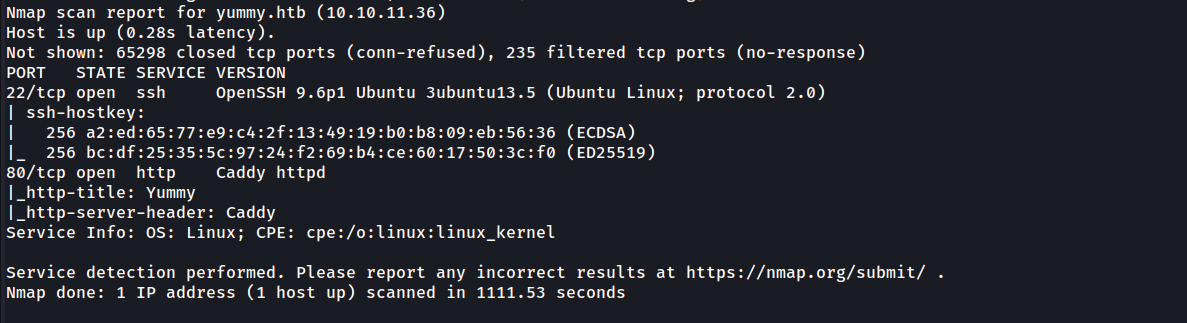 Nmap scan report for yummy.htb (10.10.11.36)
Host is up (0.28s latency).
Not shown: 65298 closed tcp ports (conn-refused), 235 filtered tcp ports (no-response)
PORT   STATE SERVICE VERSION
22/tcp open  ssh     OpenSSH 9.6p1 Ubuntu 3ubuntu13.5 (Ubuntu Linux; protocol 2.0)
| ssh-hostkey:
|   256 a2:ed:65:77:e9:c4:2f:13:49:19:b0:b8:09:eb:56:36 (ECDSA)
|_  256 bc:df:25:35:5c:97:24:f2:69:b4:ce:60:17:50:3c:f0 (ED25519)
80/tcp open  http    Caddy httpd
|_http-title: Yummy
|_http-server-header: Caddy
Service Info: OS: Linux; CPE: cpe:/o:linux:linux_kernel
Service detection performed. Please report any incorrect results at https://nmap.org/submit/ .
Nmap done: 1 IP address (1 host up) scanned in 1111.53 seconds